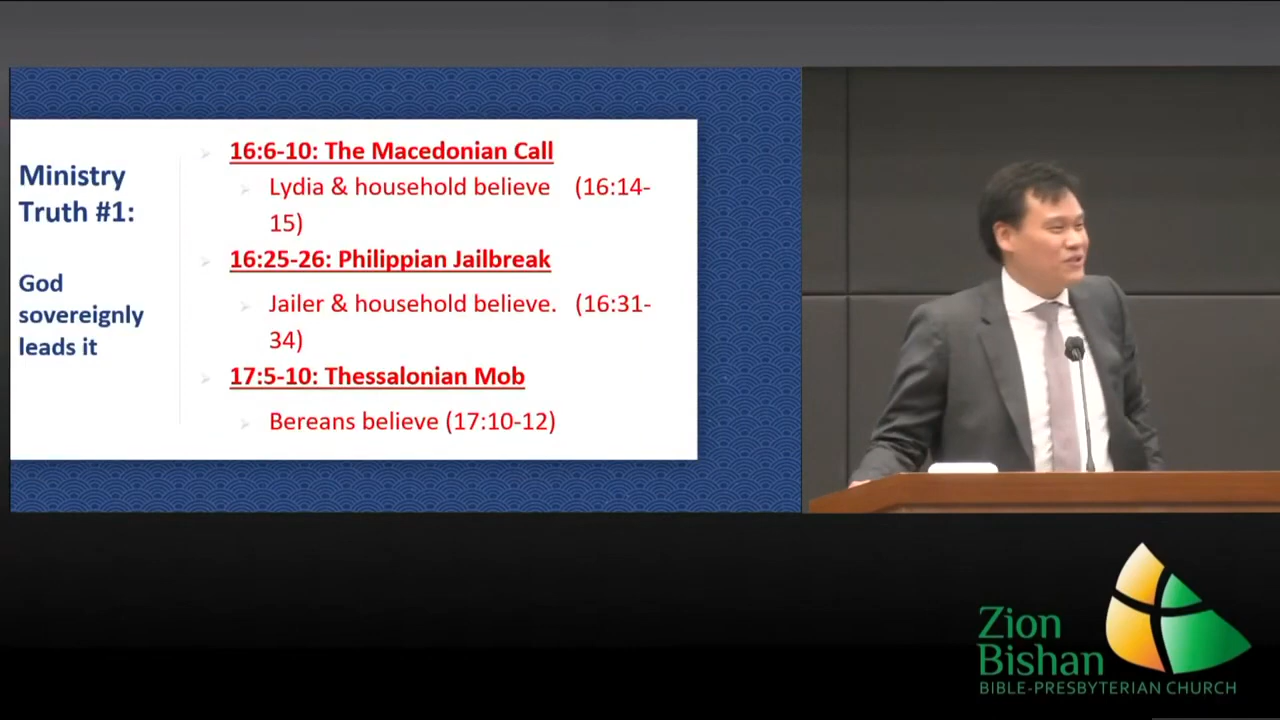 Ministry
Truth #1:
God
sovereignly
leads it
16:6-10: The Macedonian Call
Lydia & household believe (16:14-
15)
16:25-26: Philippian Jailbreak
Jailer & household believe. (16:31-
34)
17:5-10: Thessalonian Mob
Bereans believe (17:10-12)
Zion
Bishan
BIBLE-PRESBYTERIAN CHURCH